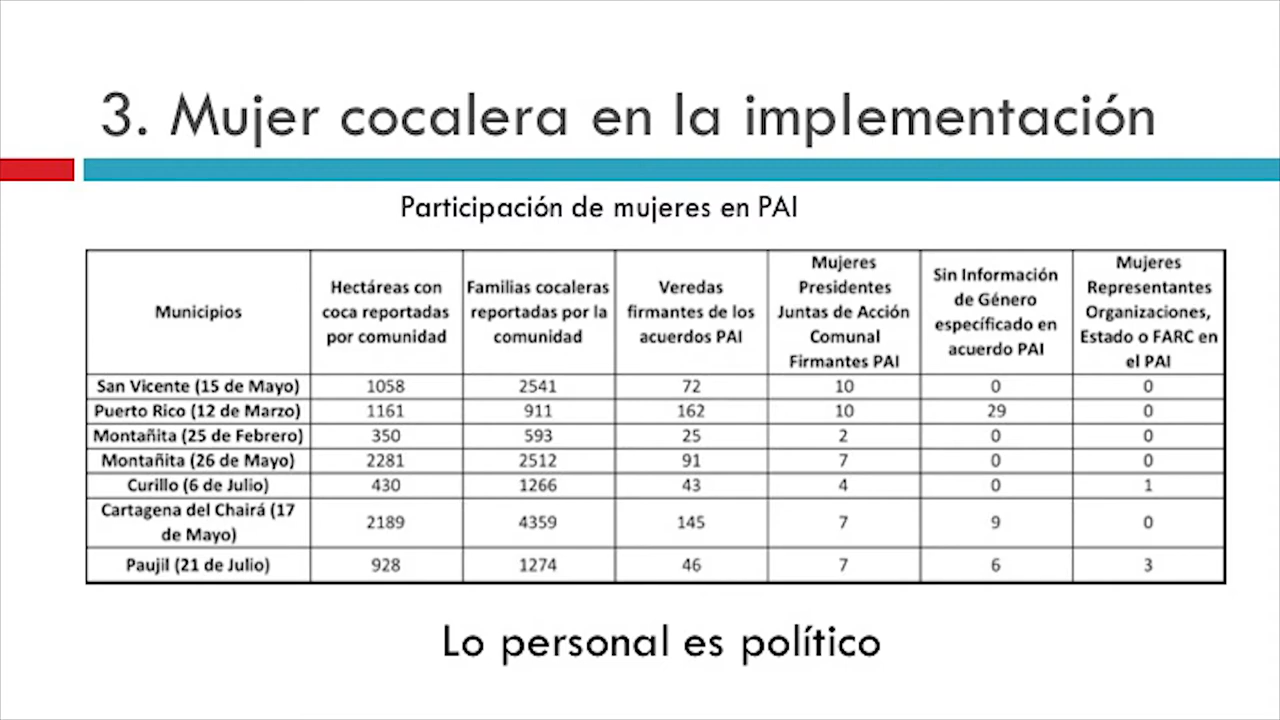 3. Mujer cocalera en la implementación
Participación de mujeres en PAI
Municipios
Hectáreas con
coca reportadas
por comunidad
Familias cocaleras
reportadas por la
comunidad
Veredas
firmantes de los
acuerdos PAI
Mujeres
Presidentes
Juntas de Acción
Comunal
Firmantes PAI
Sin Información
de Género
específicado en
acuerdo PAI
Mujeres
Representantes
Organizaciones,
Estado o FARC en
el PAI
San Vicente (15 de Mayo) 1058 2541 72 10 0 0
Puerto Rico (12 de Marzo) 1161 911 162 10 29 0
Montañita (25 de Febrero) 350 593 25 2 0 0
Montañita (26 de Mayo) 2281 2512 91 7 0 0
Curillo (6 de Julio) 430 1266 43 4 0 1
Cartagena del Chairá (17
de Mayo) 2189 4359 145 7 9 0
Paujil (21 de Julio) 928 1274 46 7 6 3
Lo personal es político